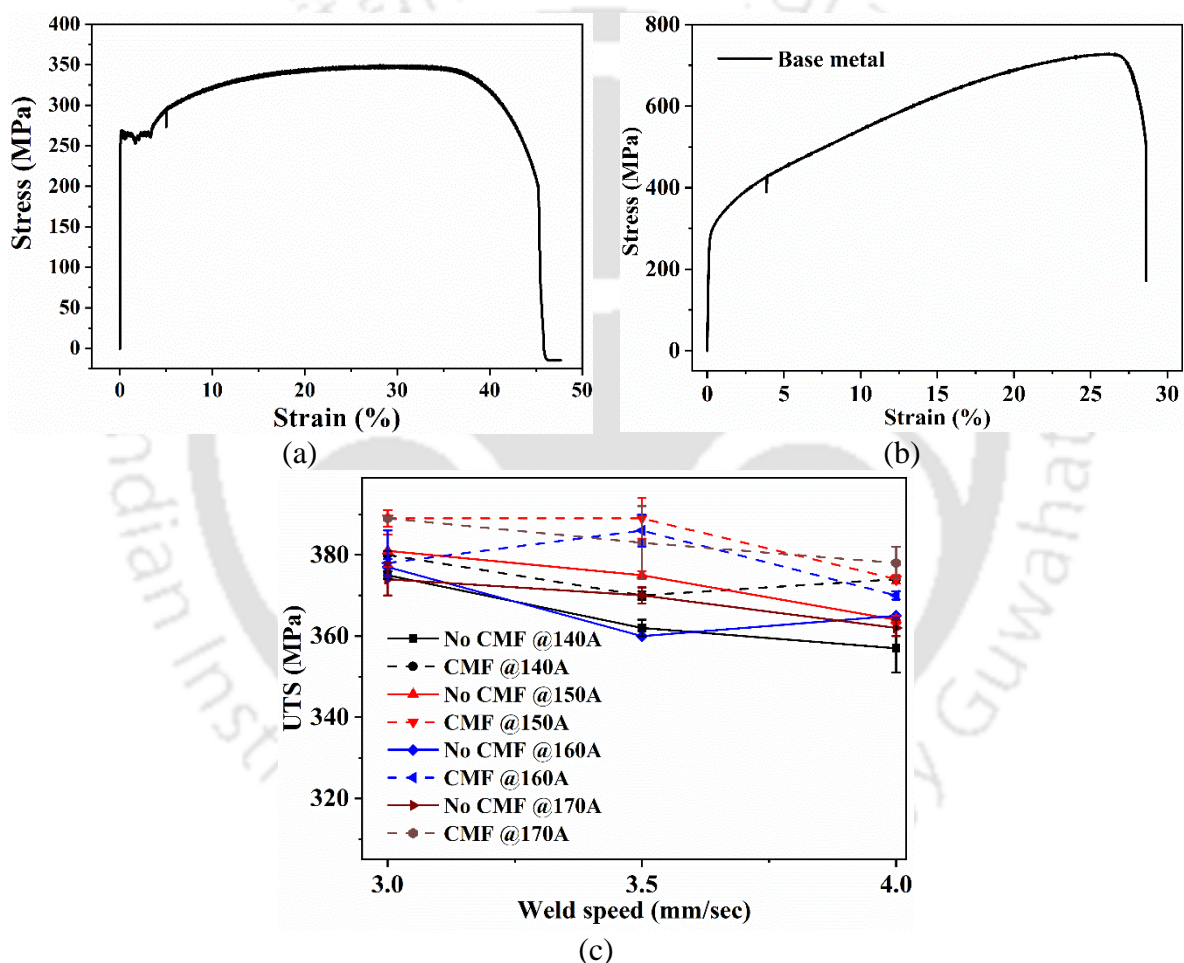 400
350
300
250
200
150
100
50
0
Stress (MPa)
0 10 20 30 40 50
Strain (%)
(a)
800
600
400
200
0
Stress (MPa)
Base metal
0 5 10 15 20 25 30
Strain (%)
(b)
380
360
340
320
UTS (MPa)
No CMF @140A
CMF @140A
No CMF @150A
CMF @150A
No CMF @160A
CMF @160A
No CMF @170A
CMF @170A
3.0 3.5 4.0
Weld speed (mm/sec)
(c)
ndian Inst
Guwahat